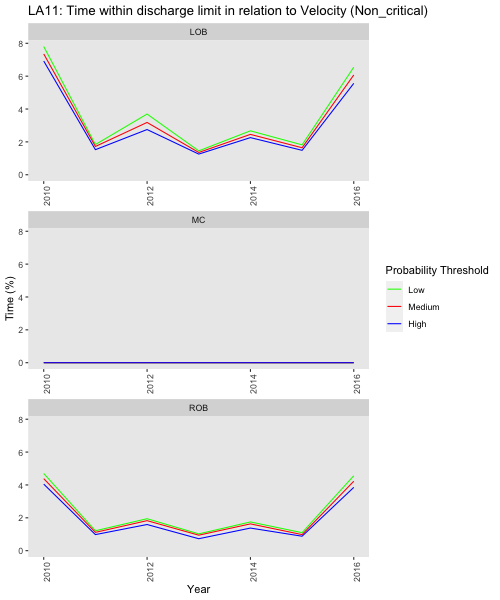 LA11: Time within discharge limit in relation to Velocity (Non_critical)
LOB
8
6
4
2
0
2010
2012
2014
2016
MC
8
6
4
2
0
2010
2012
2014
2016
ROB
8
6
4
2
0
2010
2012
2014
2016
Time (%)
Year
Probability Threshold
Low
Medium
High